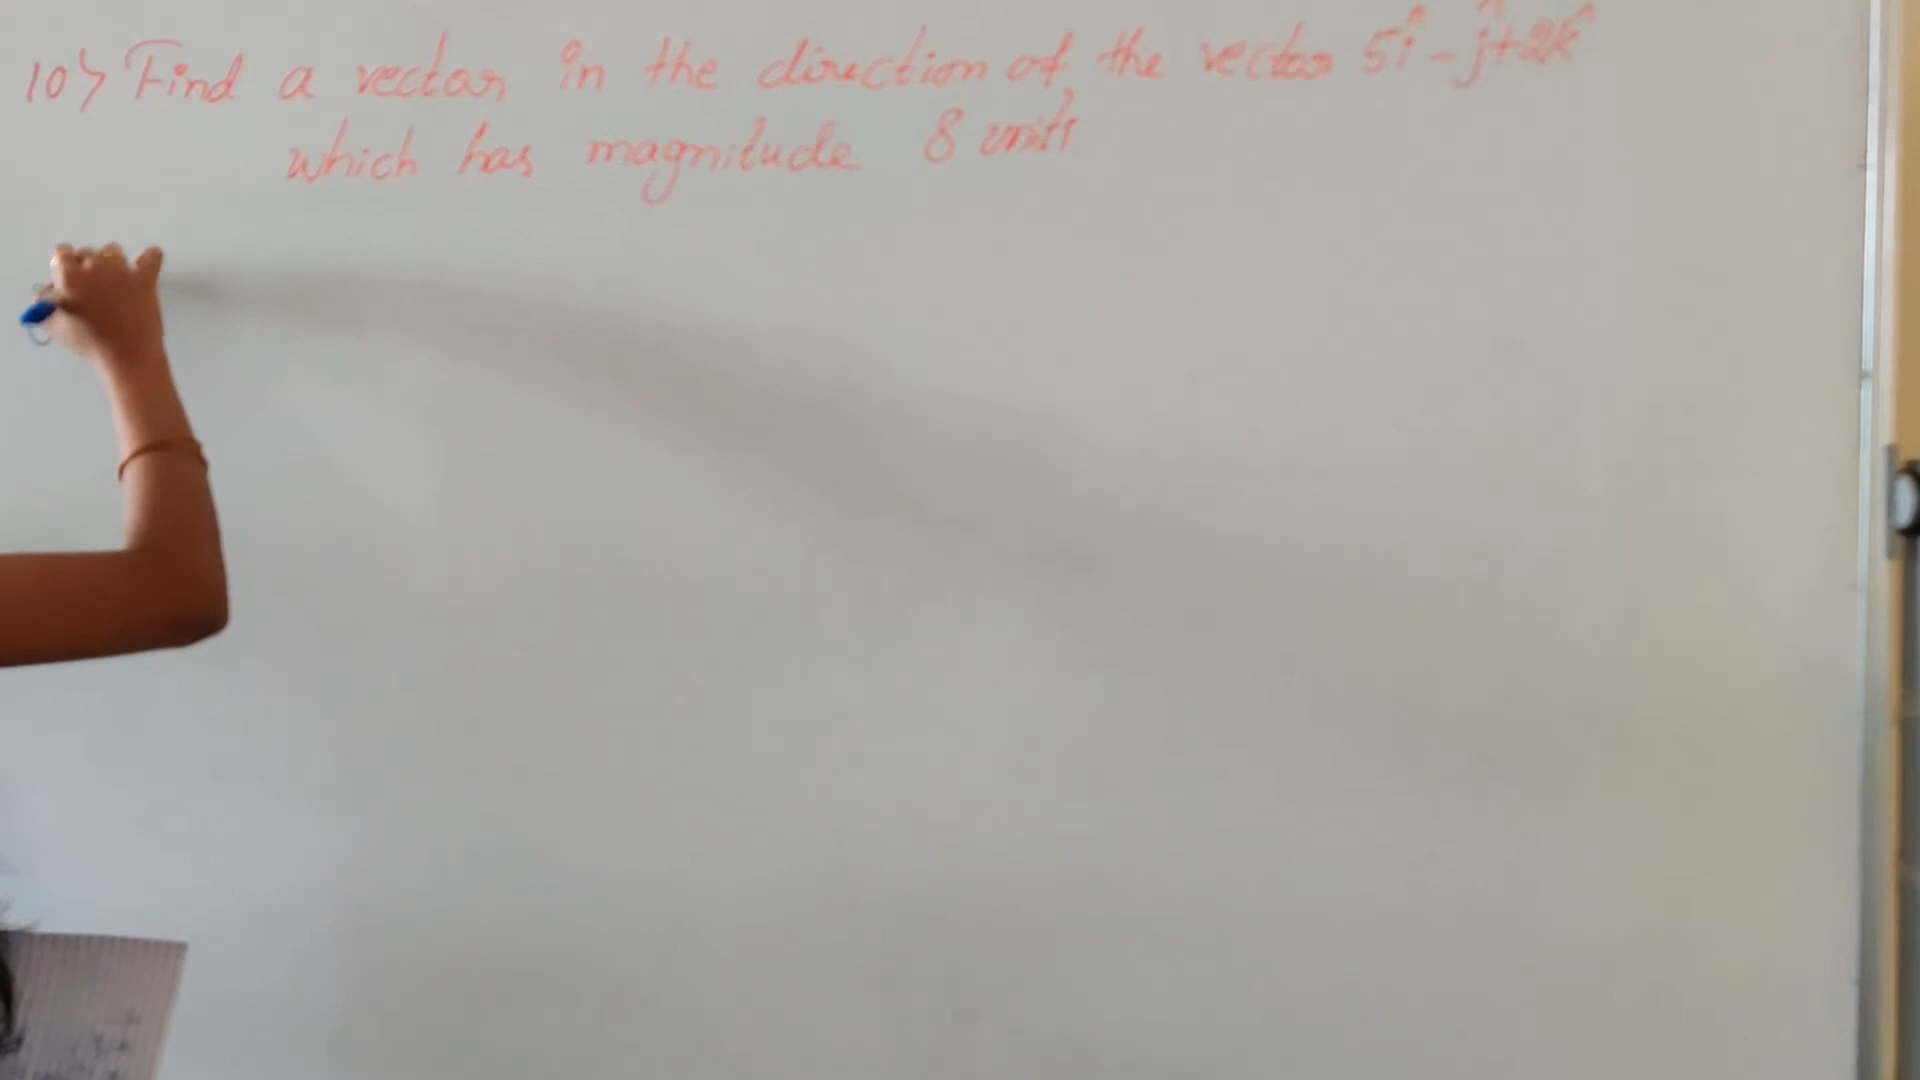 10> Find a vector in the direction of the vector 5î - ĵ + 2k̂
which has magnitude 8 units